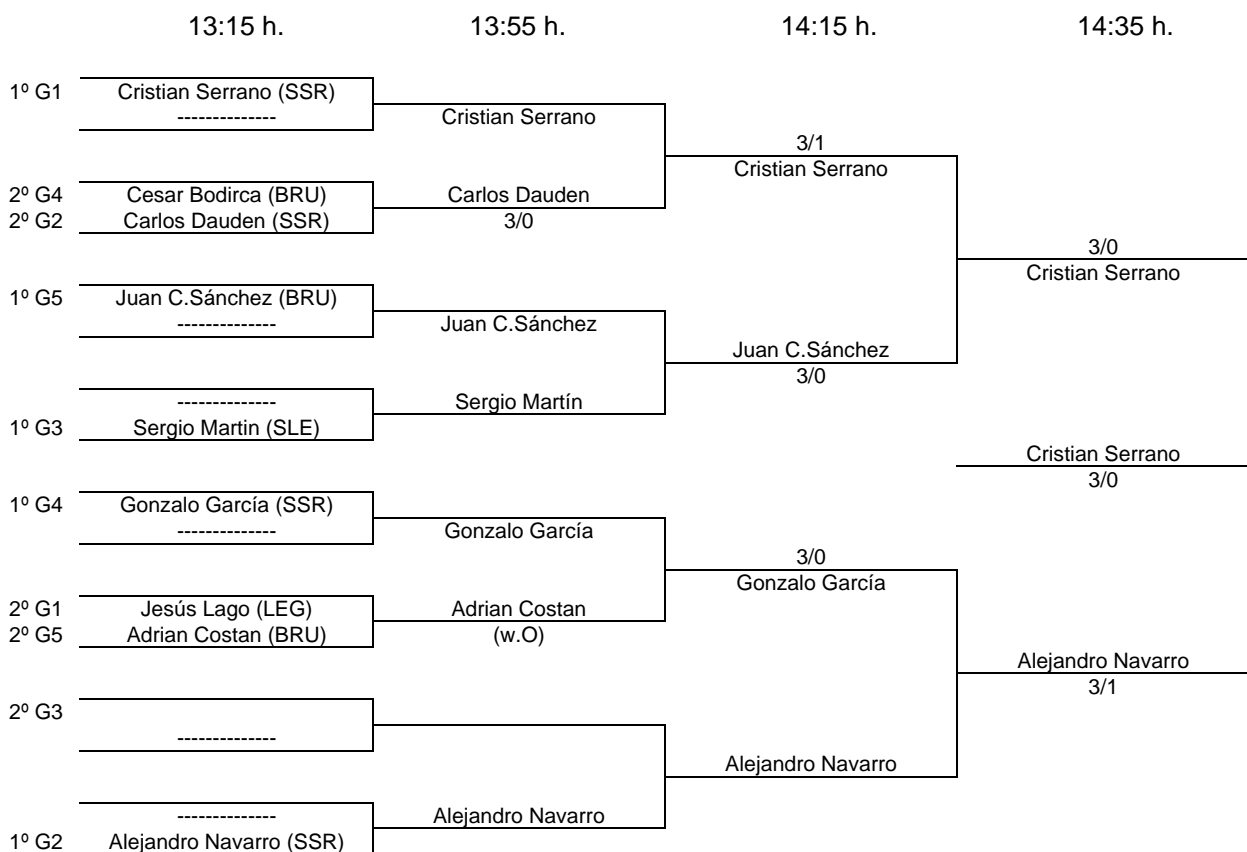 13:15 h. 13:55 h. 14:15 h. 14:35 h.
1º G1 Cristian Serrano (SSR)
--------------
Cristian Serrano
3/1
Cristian Serrano
2º G4 Cesar Bodirca (BRU) Carlos Dauden
2º G2 Carlos Dauden (SSR) 3/0
3/0
Cristian Serrano
1º G5 Juan C.Sánchez (BRU)
--------------
Juan C.Sánchez
Juan C.Sánchez
3/0
--------------
Sergio Martín
1º G3 Sergio Martin (SLE)
Cristian Serrano
3/0
1º G4 Gonzalo García (SSR)
--------------
Gonzalo García
3/0
Gonzalo García
2º G1 Jesús Lago (LEG) Adrian Costan
2º G5 Adrian Costan (BRU) (w.O)
Alejandro Navarro
3/1
2º G3
--------------
Alejandro Navarro
--------------
Alejandro Navarro
1º G2 Alejandro Navarro (SSR)